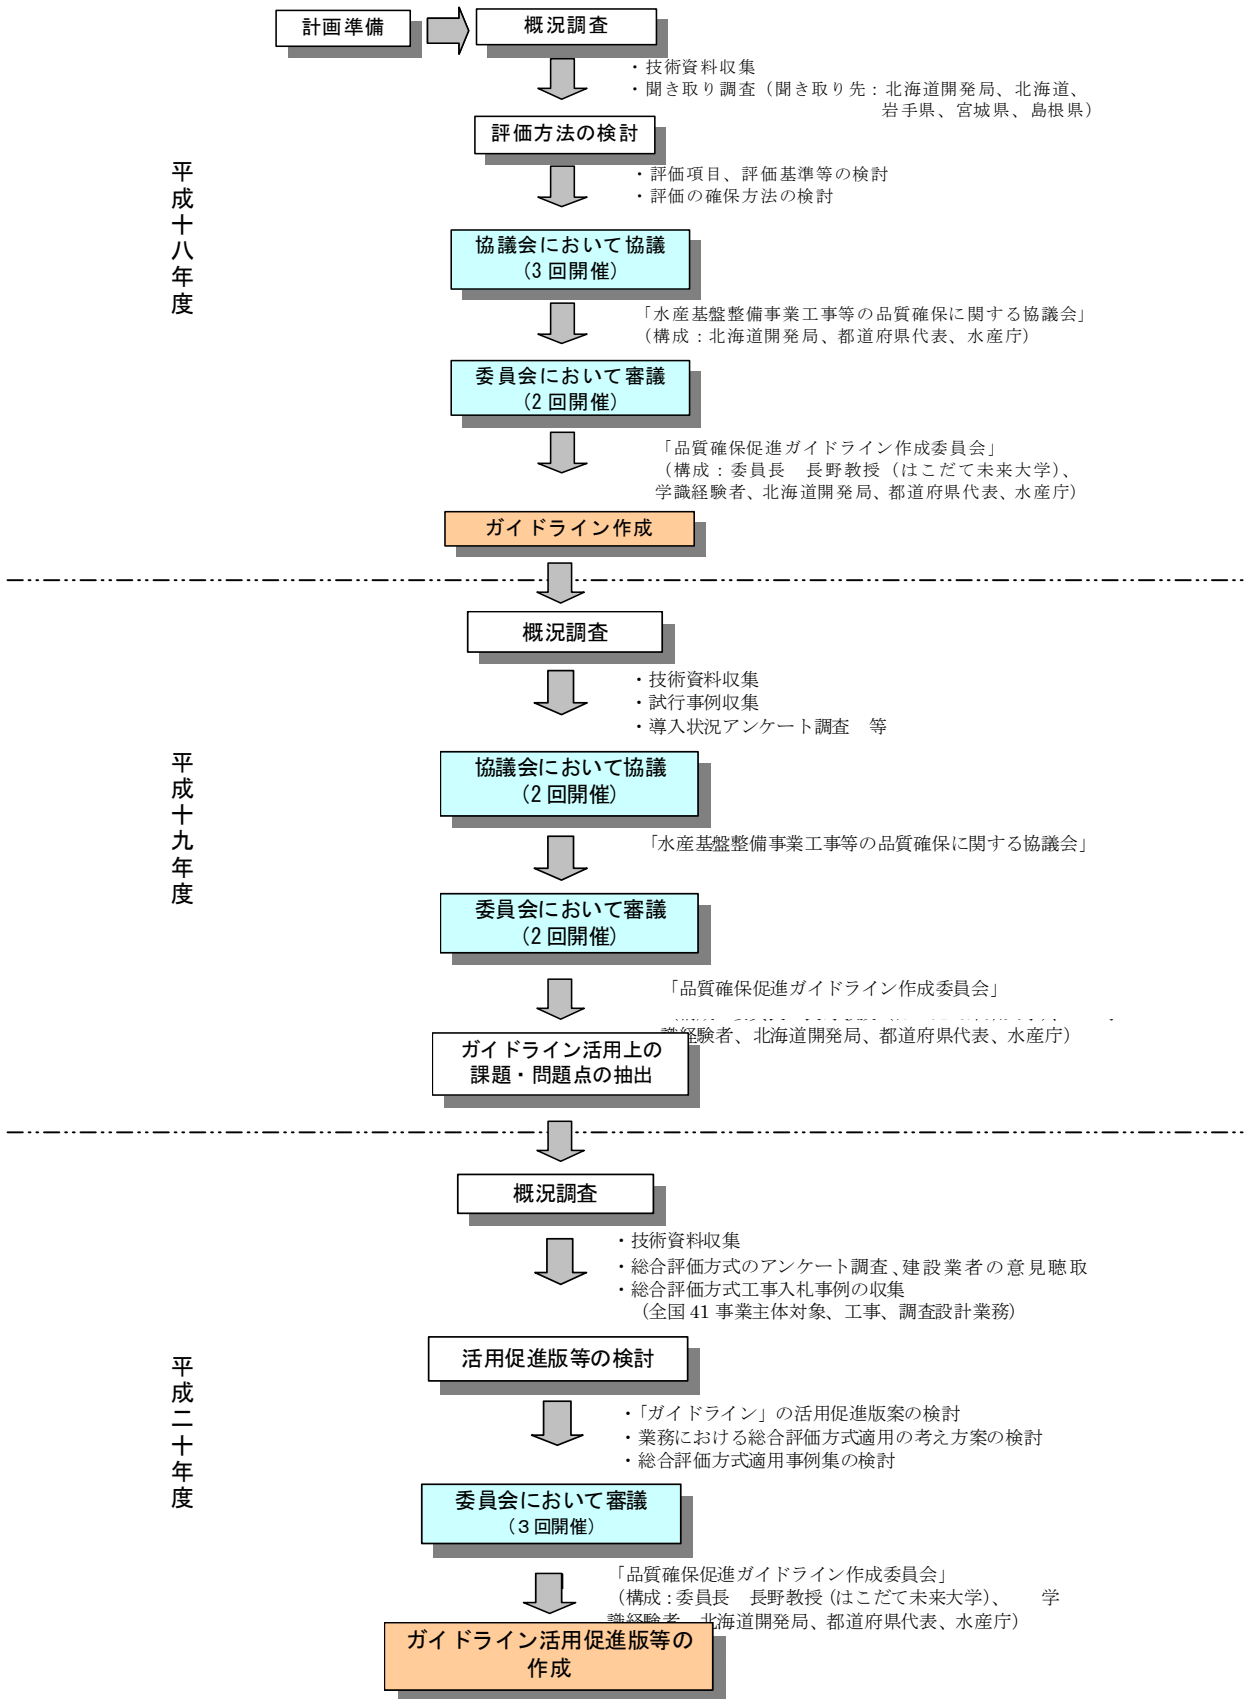 計画準備
概況調査
・技術資料収集
・聞き取り調査（聞き取り先：北海道開発局、北海道、
岩手県、宮城県、島根県）
評価方法の検討
・評価項目、評価基準等の検討
・評価の確保方法の検討
平成十八年度
協議会において協議
（3 回開催）
「水産基盤整備事業工事等の品質確保に関する協議会」
（構成：北海道開発局、都道府県代表、水産庁）
委員会において審議
（2 回開催）
「品質確保促進ガイドライン作成委員会」
（構成：委員長　長野教授（はこだて未来大学）、
学識経験者、北海道開発局、都道府県代表、水産庁）
ガイドライン作成
概況調査
・技術資料収集
・試行事例収集
・導入状況アンケート調査　等
平成十九年度
協議会において協議
（2 回開催）
「水産基盤整備事業工事等の品質確保に関する協議会」
委員会において審議
（2 回開催）
「品質確保促進ガイドライン作成委員会」
識経験者、北海道開発局、都道府県代表、水産庁）
ガイドライン活用上の
課題・問題点の抽出
概況調査
・技術資料収集
・総合評価方式のアンケート調査、建設業者の意見聴取
・総合評価方式工事入札事例の収集
（全国 41 事業主体対象、工事、調査設計業務）
平成二十年度
活用促進版等の検討
・「ガイドライン」の活用促進版案の検討
・業務における総合評価方式適用の考え方案の検討
・総合評価方式適用事例集の検討
委員会において審議
（３回開催）
「品質確保促進ガイドライン作成委員会」
（構成：委員長　長野教授（はこだて未来大学）、　学
識経験者、北海道開発局、都道府県代表、水産庁）
ガイドライン活用促進版等の
作成